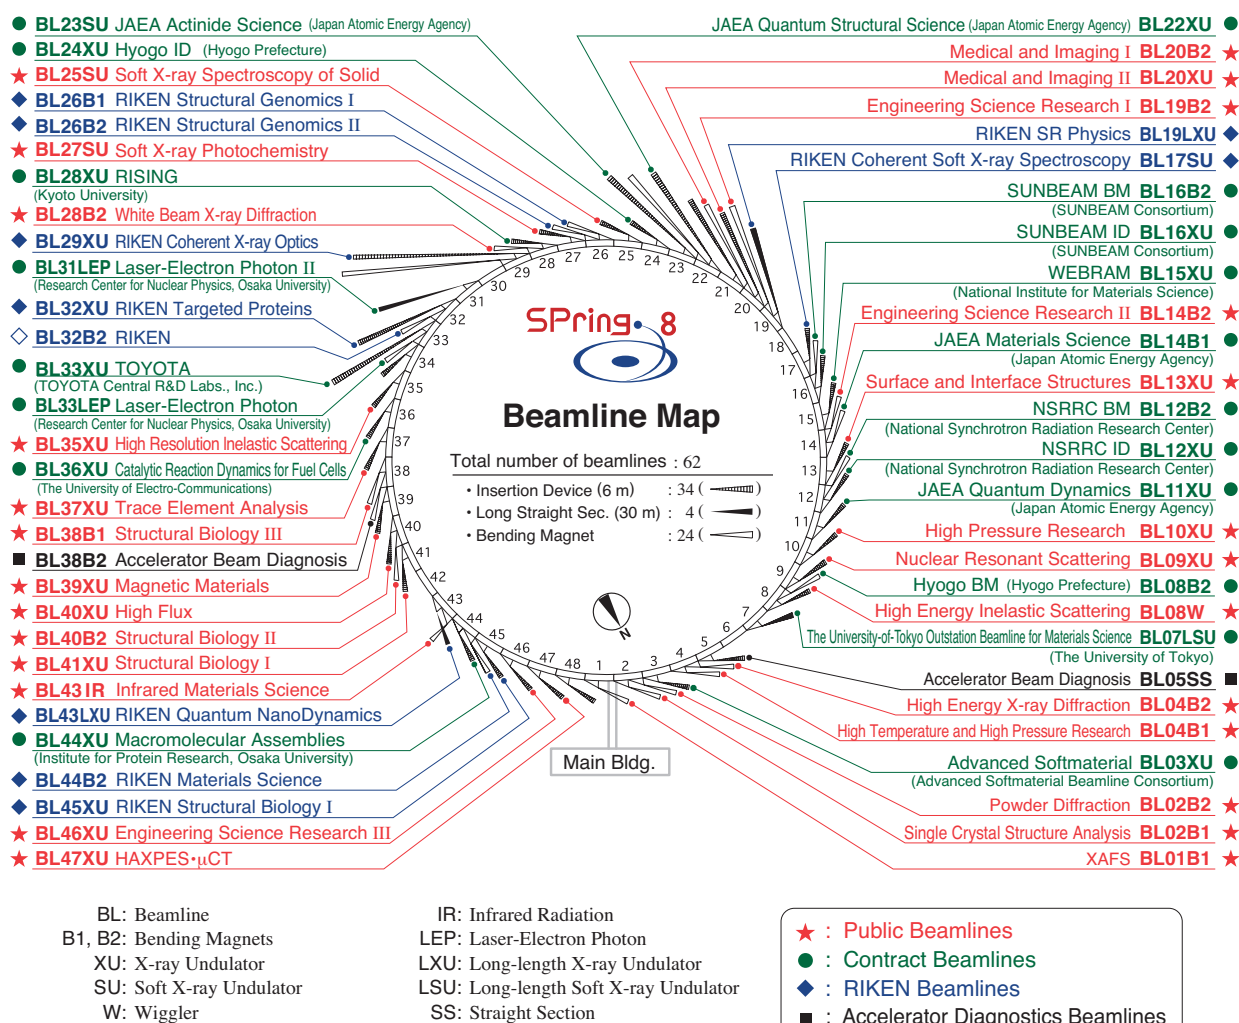 BL23SU JAEA Actinide Science (Japan Atomic Energy Agency)
BL24XU Hyogo ID (Hyogo Prefecture)
BL25SU Soft X-ray Spectroscopy of Solid
BL26B1 RIKEN Structural Genomics I
BL26B2 RIKEN Structural Genomics II
BL27SU Soft X-ray Photochemistry
BL28XU RISING
(Kyoto University)
BL28B2 White Beam X-ray Diffraction
BL29XU RIKEN Coherent X-ray Optics
BL31LEP Laser-Electron Photon II
(Research Center for Nuclear Physics, Osaka University)
BL32XU RIKEN Targeted Proteins
BL32B2 RIKEN
BL33XU TOYOTA
(TOYOTA Central R&D Labs., Inc.)
BL33LEP Laser-Electron Photon
(Research Center for Nuclear Physics, Osaka University)
BL35XU High Resolution Inelastic Scattering
BL36XU Catalytic Reaction Dynamics for Fuel Cells
(The University of Electro-Communications)
BL37XU Trace Element Analysis
BL38B1 Structural Biology III
BL38B2 Accelerator Beam Diagnosis
BL39XU Magnetic Materials
BL40XU High Flux
BL40B2 Structural Biology II
BL41XU Structural Biology I
BL43IR Infrared Materials Science
BL43LXU RIKEN Quantum NanoDynamics
BL44XU Macromolecular Assemblies
(Institute for Protein Research, Osaka University)
BL44B2 RIKEN Materials Science
BL45XU RIKEN Structural Biology I
BL46XU Engineering Science Research III
BL47XU HAXPES•μCT
JAEA Quantum Structural Science (Japan Atomic Energy Agency) BL22XU
Medical and Imaging I BL20B2
Medical and Imaging II BL20XU
Engineering Science Research I BL19B2
RIKEN SR Physics BL19LXU
RIKEN Coherent Soft X-ray Spectroscopy BL17SU
SUNBEAM BM BL16B2
(SUNBEAM Consortium)
SUNBEAM ID BL16XU
(SUNBEAM Consortium)
WEBRAM BL15XU
(National Institute for Materials Science)
Engineering Science Research II BL14B2
JAEA Materials Science BL14B1
(Japan Atomic Energy Agency)
Surface and Interface Structures BL13XU
NSRRC BM BL12B2
(National Synchrotron Radiation Research Center)
NSRRC ID BL12XU
(National Synchrotron Radiation Research Center)
JAEA Quantum Dynamics BL11XU
(Japan Atomic Energy Agency)
High Pressure Research BL10XU
Nuclear Resonant Scattering BL09XU
Hyogo BM (Hyogo Prefecture) BL08B2
High Energy Inelastic Scattering BL08W
The University-of-Tokyo Outstation Beamline for Materials Science BL07LSU
(The University of Tokyo)
Accelerator Beam Diagnosis BL05SS
High Energy X-ray Diffraction BL04B2
High Temperature and High Pressure Research BL04B1
Advanced Softmaterial BL03XU
(Advanced Softmaterial Beamline Consortium)
Powder Diffraction BL02B2
Single Crystal Structure Analysis BL02B1
XAFS BL01B1
SPring 8
Beamline Map
Total number of beamlines : 62
• Insertion Device (6 m) : 34 ( )
• Long Straight Sec. (30 m) : 4 ( )
• Bending Magnet : 24 ( )
N
1
2
3
4
5
6
7
8
9
10
11
12
13
14
15
16
17
18
19
20
21
22
23
24
25
26
27
28
29
30
31
32
33
34
35
36
37
38
39
40
41
42
43
44
45
46
47
48
Main Bldg.
BL: Beamline
B1, B2: Bending Magnets
XU: X-ray Undulator
SU: Soft X-ray Undulator
W: Wiggler
IR: Infrared Radiation
LEP: Laser-Electron Photon
LXU: Long-length X-ray Undulator
LSU: Long-length Soft X-ray Undulator
SS: Straight Section
★ : Public Beamlines
● : Contract Beamlines
◆ : RIKEN Beamlines
■ : Accelerator Diagnostics Beamlines